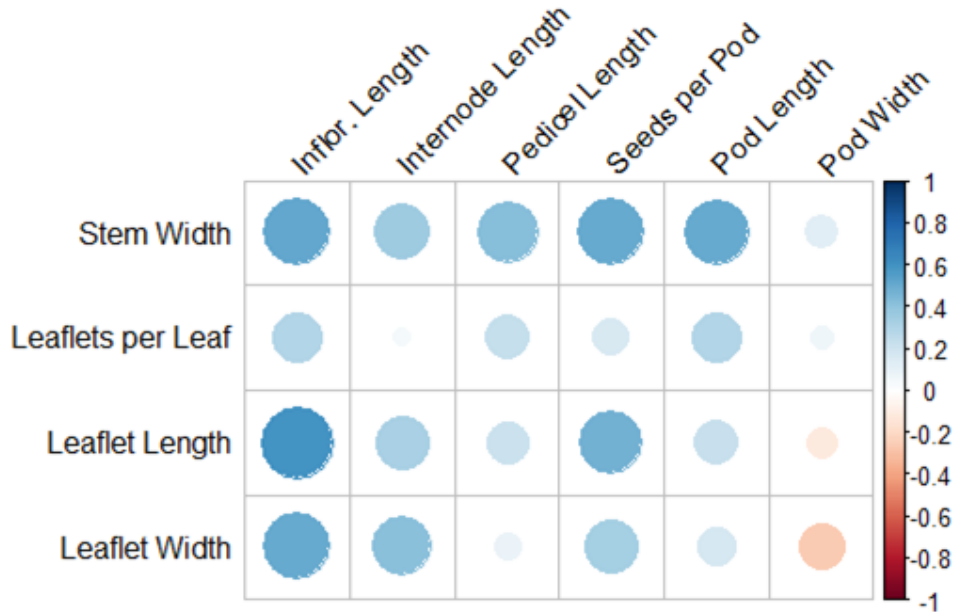 Inflor. Length
Internode Length
Pedicel Length
Seeds per Pod
Pod Length
Pod Width
Stem Width
Leaflets per Leaf
Leaflet Length
Leaflet Width
1
0.8
0.6
0.4
0.2
0
-0.2
-0.4
-0.6
-0.8
-1